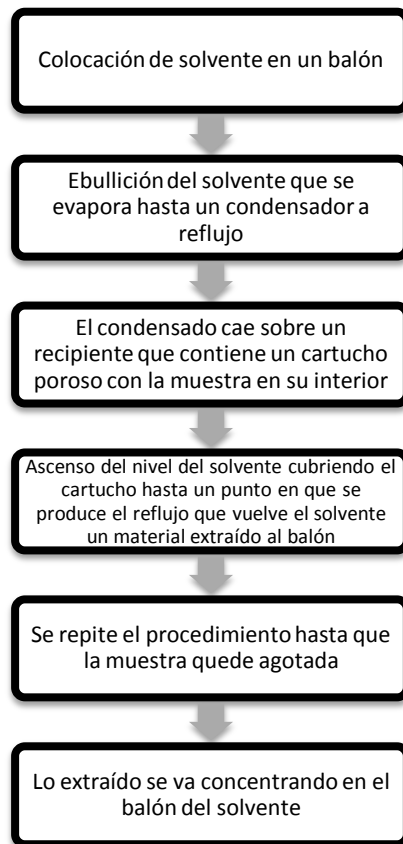 Colocación de solvente en un balón
Ebullición del solvente que se
evapora hasta un condensador a
reflujo
El condensado cae sobre un
recipiente que contiene un cartucho
poroso con la muestra en su interior
Ascenso del nivel del solvente cubriendo el
cartucho hasta un punto en que se
produce el reflujo que vuelve el solvente
un material extraído al balón
Se repite el procedimiento hasta que
la muestra quede agotada
Lo extraído se va concentrando en el
balón del solvente